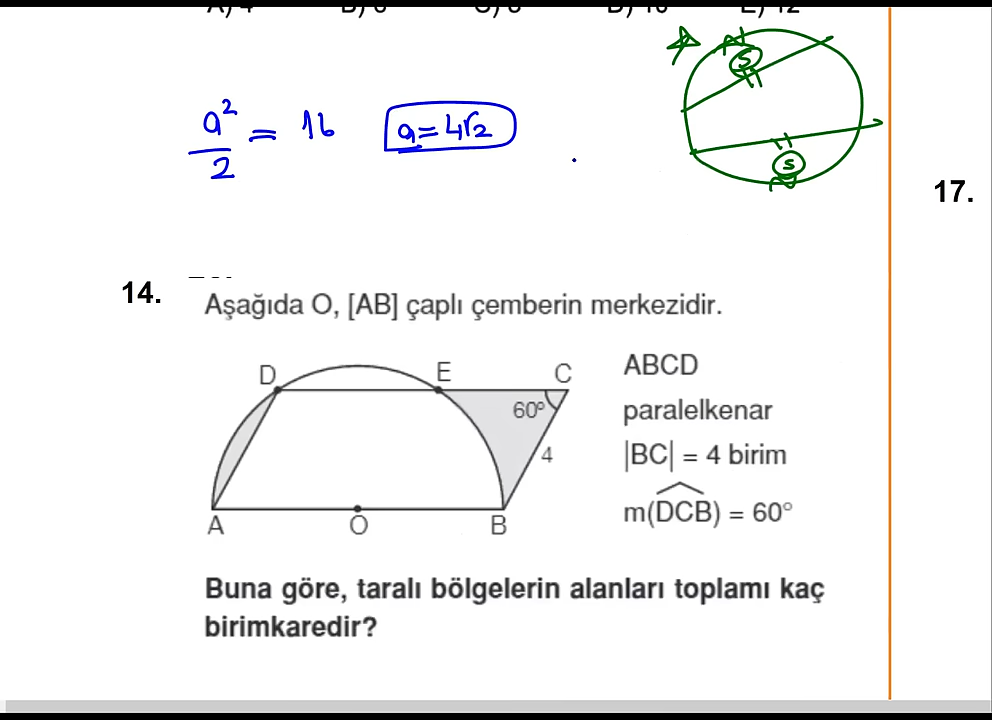 a²/2 = 16   a=4√2
S
S
17.
14. Aşağıda O, [AB] çaplı çemberin merkezidir.
D E C
60°
4
A O B
ABCD
paralelkenar
|BC| = 4 birim
m(DCB) = 60°
Buna göre, taralı bölgelerin alanları toplamı kaç
birimkaredir?